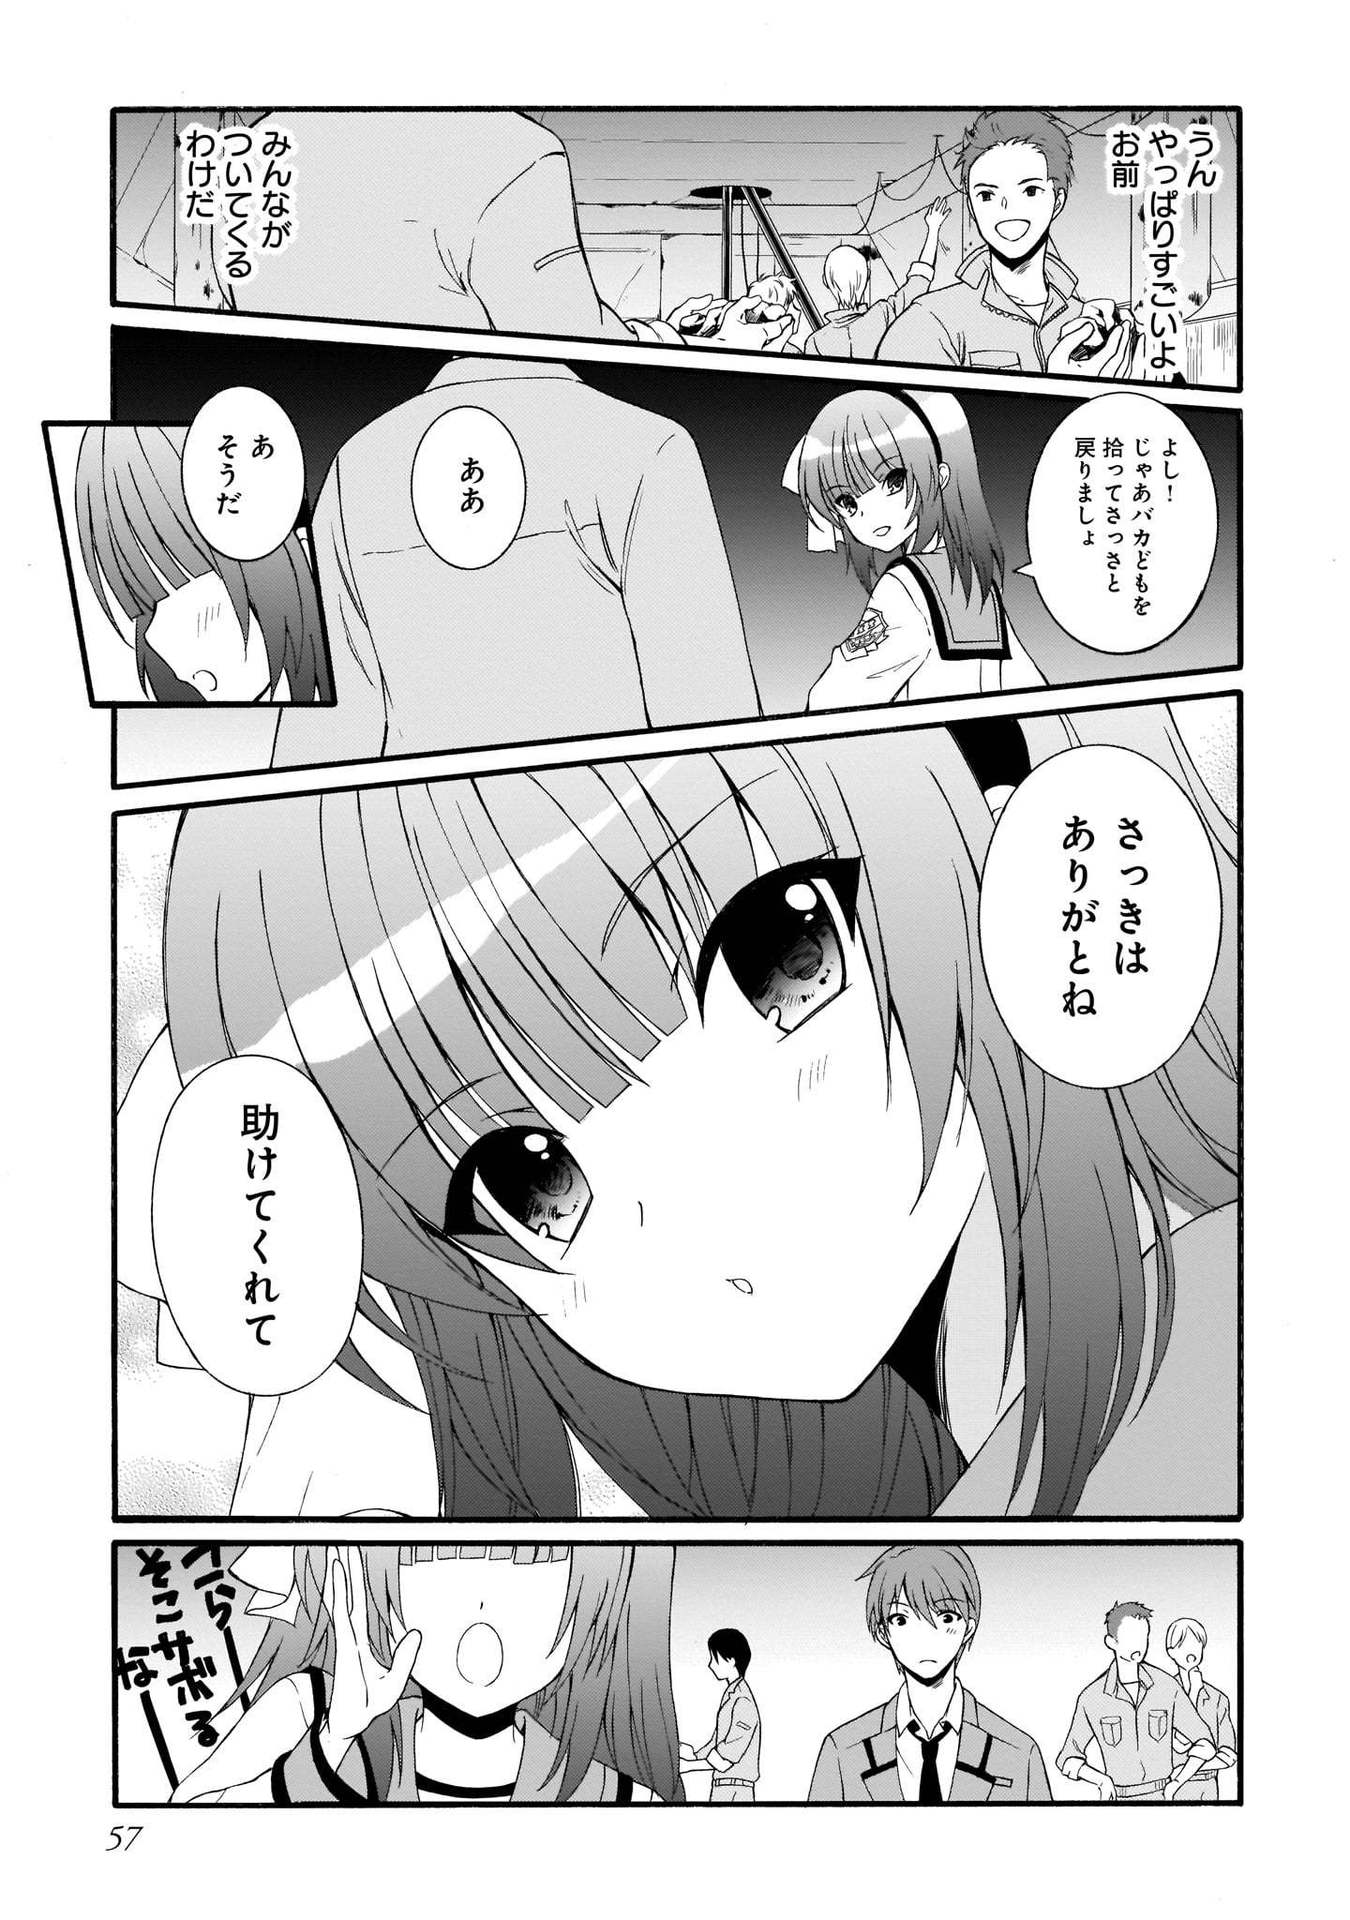 うん
やっぱりすごいよ
お前
みんなが
ついてくる
わけだ
よし!
じゃあバカどもを
拾ってさっさと
戻りましょ
ああ
あ
そうだ
さっきは
ありがとね
助けてくれて
こらー
そこサボる
なー
57